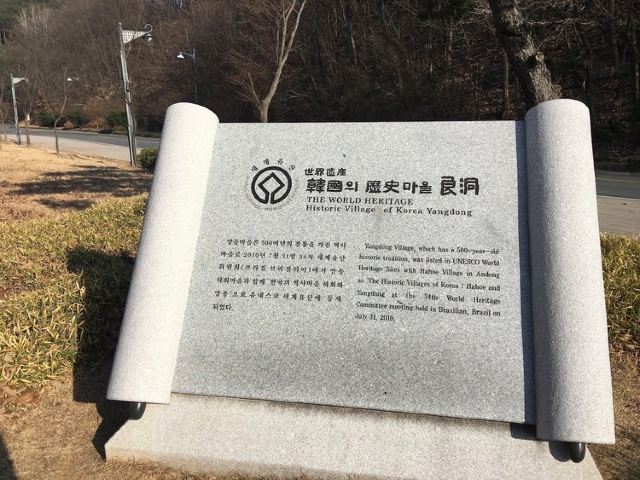 세계유산
世界遺産
韓國의 歷史마을 良洞
THE WORLD HERITAGE
Historic Village of Korea Yangdong
양동마을은 500여년의 전통을 가진 역사
마을로 2010년 7월 31일 34차 세계유산
위원회(브라질 브라질리아)에서 안동
하회마을과 함께 '한국의 역사마을 하회와
양동'으로 유네스코 세계유산에 등재
되었다.
Yangdong Village, which has a 500-year-old
historic tradition, was listed in UNESCO World
Heritage Sites with Hahoe Village in Andong
as 'The Historic Villages of Korea : Hahoe and
Yangdong' at the 34th World Heritage
Committee meeting held in Brazilian, Brazil on
July 31, 2010.